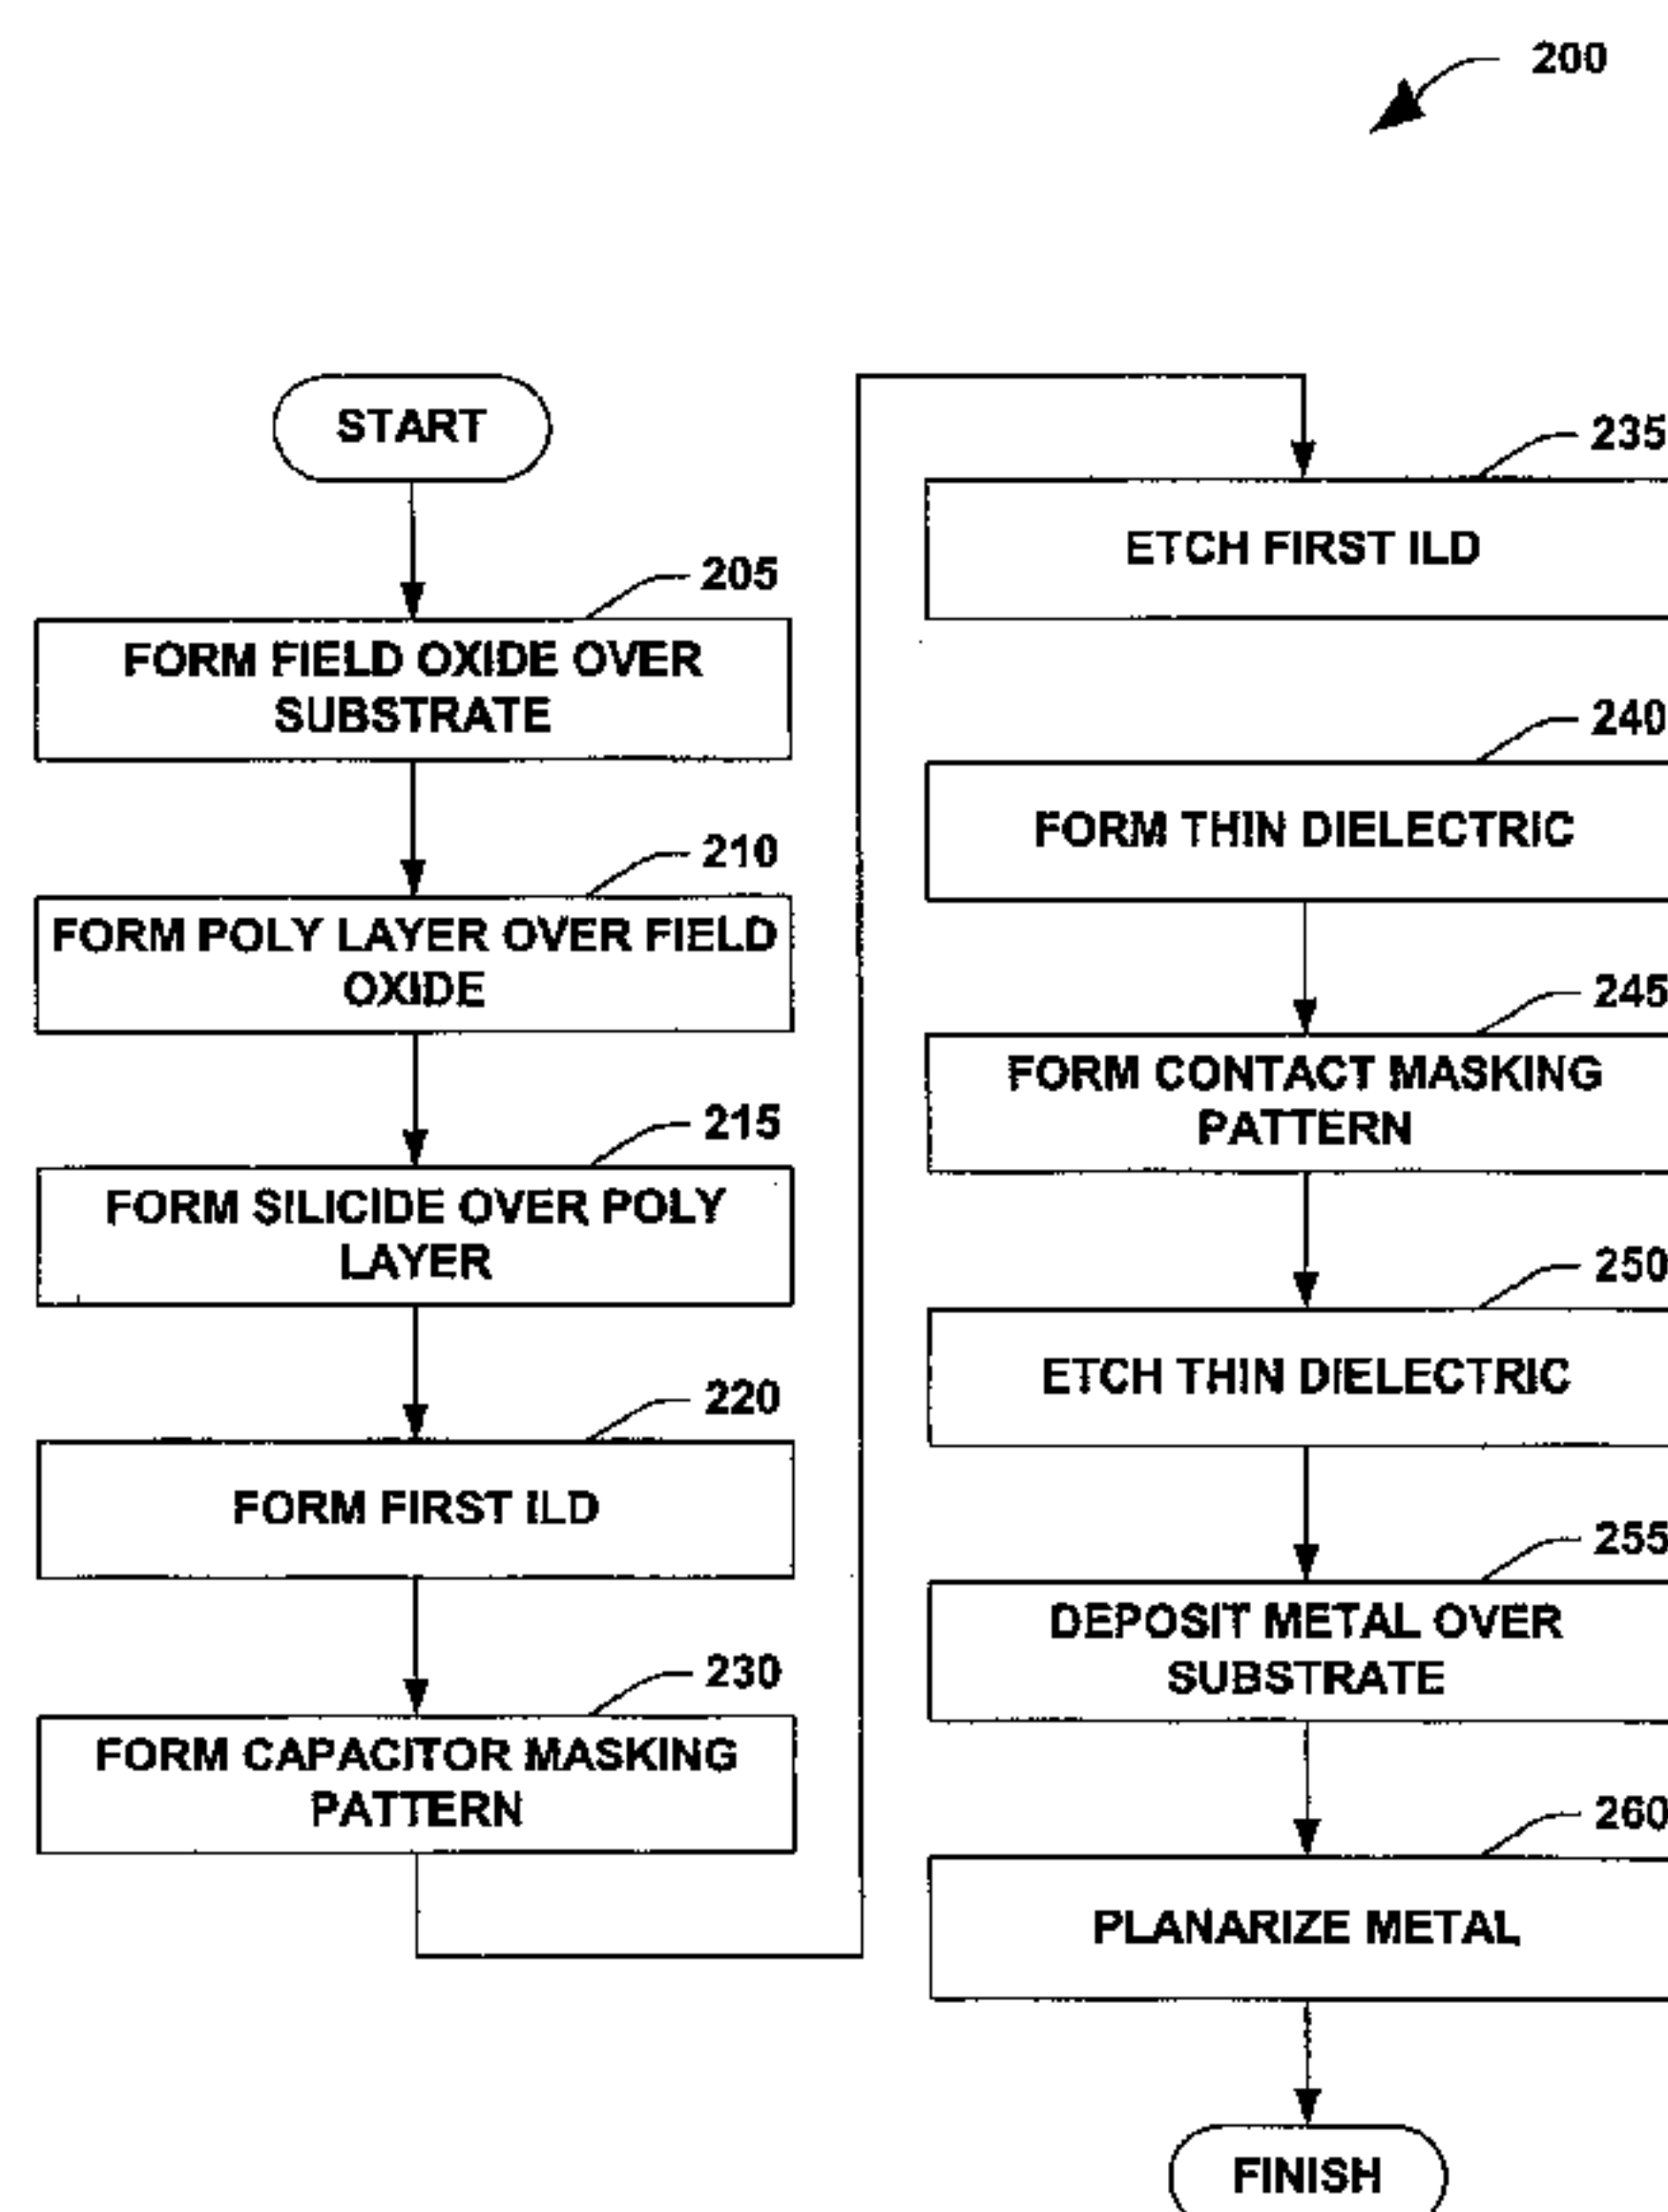 200
START
205
FORM FIELD OXIDE OVER
SUBSTRATE
210
FORM POLY LAYER OVER FIELD
OXIDE
215
FORM SILICIDE OVER POLY
LAYER
220
FORM FIRST ILD
230
FORM CAPACITOR MASKING
PATTERN
235
ETCH FIRST ILD
240
FORM THIN DIELECTRIC
245
FORM CONTACT MASKING
PATTERN
250
ETCH THIN DIELECTRIC
255
DEPOSIT METAL OVER
SUBSTRATE
260
PLANARIZE METAL
FINISH